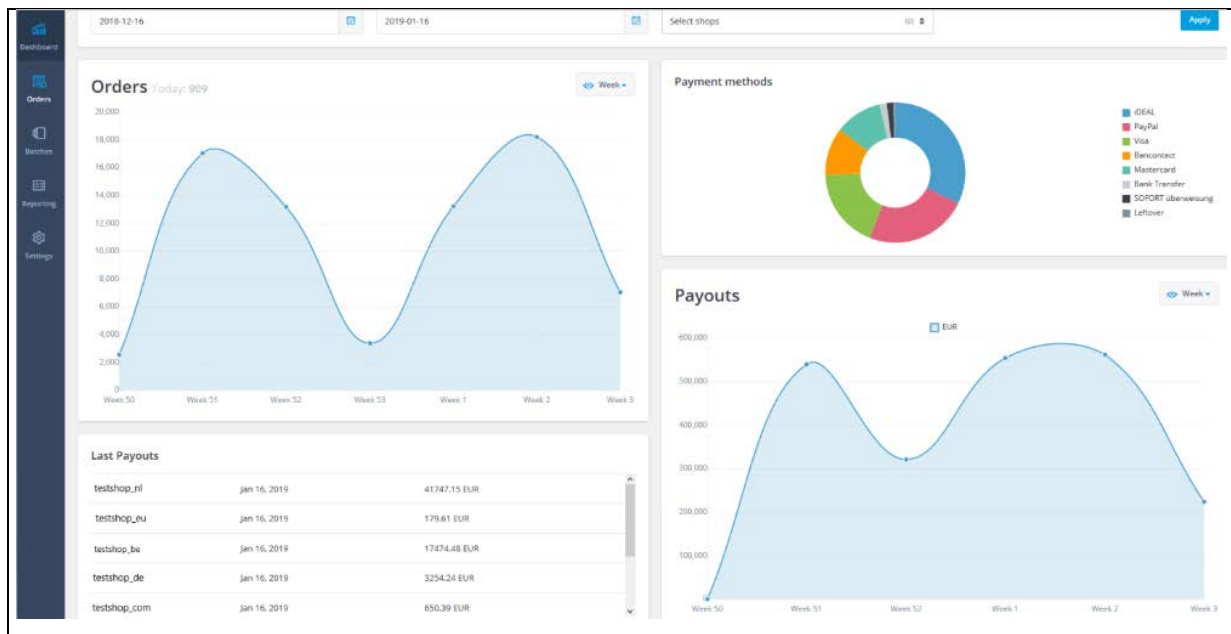 2018-12-16
2019-01-16
Select shops
Apply
Dashboard
Orders
Batches
Reporting
Settings
Orders Today: 909
Week
20,000
18,000
16,000
14,000
12,000
10,000
8,000
6,000
4,000
2,000
0
Week 50 Week 51 Week 52 Week 53 Week 1 Week 2 Week 3
Payment methods
iDEAL
PayPal
Visa
Bancontact
Mastercard
Bank Transfer
SOFORT überweisung
Leftover
Last Payouts
testshop_nl Jan 16, 2019 41747.15 EUR
testshop_eu Jan 16, 2019 179.61 EUR
testshop_be Jan 16, 2019 17474.48 EUR
testshop_de Jan 16, 2019 3254.24 EUR
testshop_com Jan 16, 2019 650.39 EUR
Payouts
Week
EUR
600,000
500,000
400,000
300,000
200,000
100,000
Week 50 Week 51 Week 52 Week 1 Week 2 Week 3